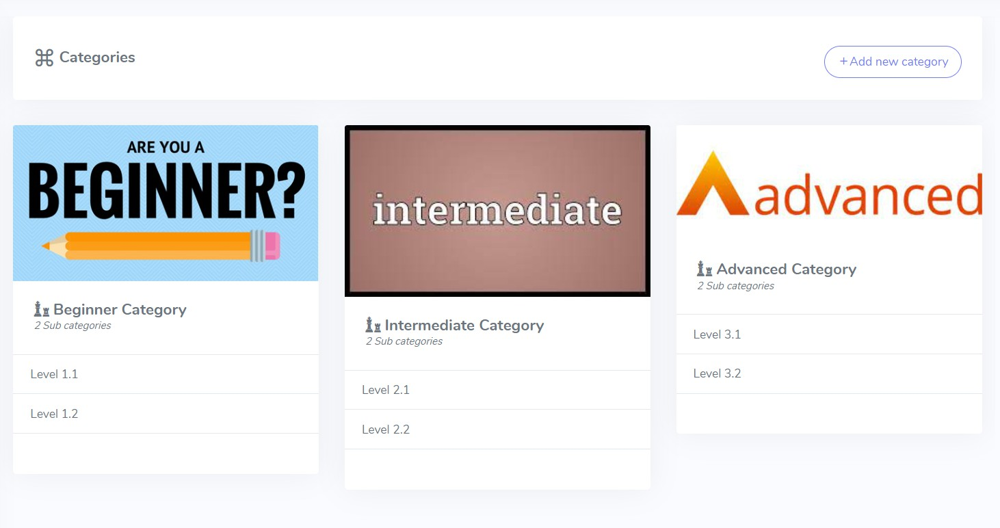 Categories
+Add new category
ARE YOU A
BEGINNER?
Beginner Category
2 Sub categories
Level 1.1
Level 1.2
intermediate
Intermediate Category
2 Sub categories
Level 2.1
Level 2.2
advanced
Advanced Category
2 Sub categories
Level 3.1
Level 3.2